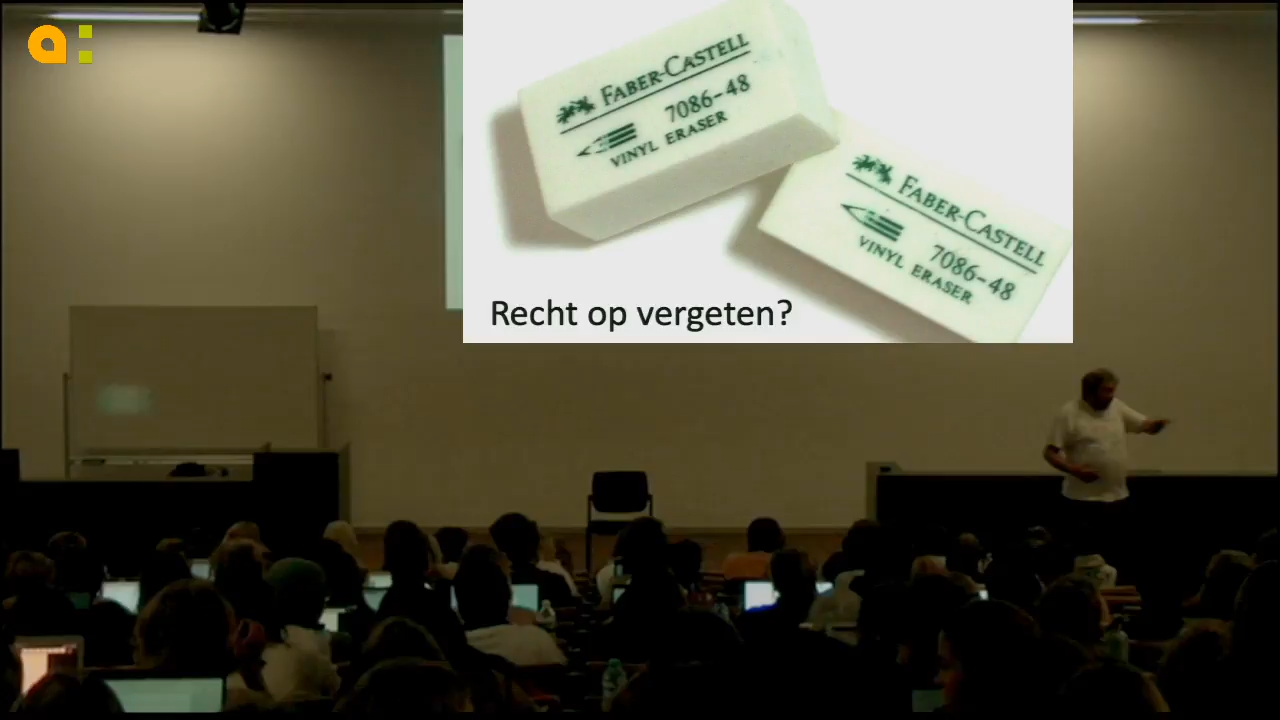 a:
FABER-CASTELL
7086-48
VINYL ERASER
FABER-CASTELL
7086-48
VINYL ERASER
Recht op vergeten?